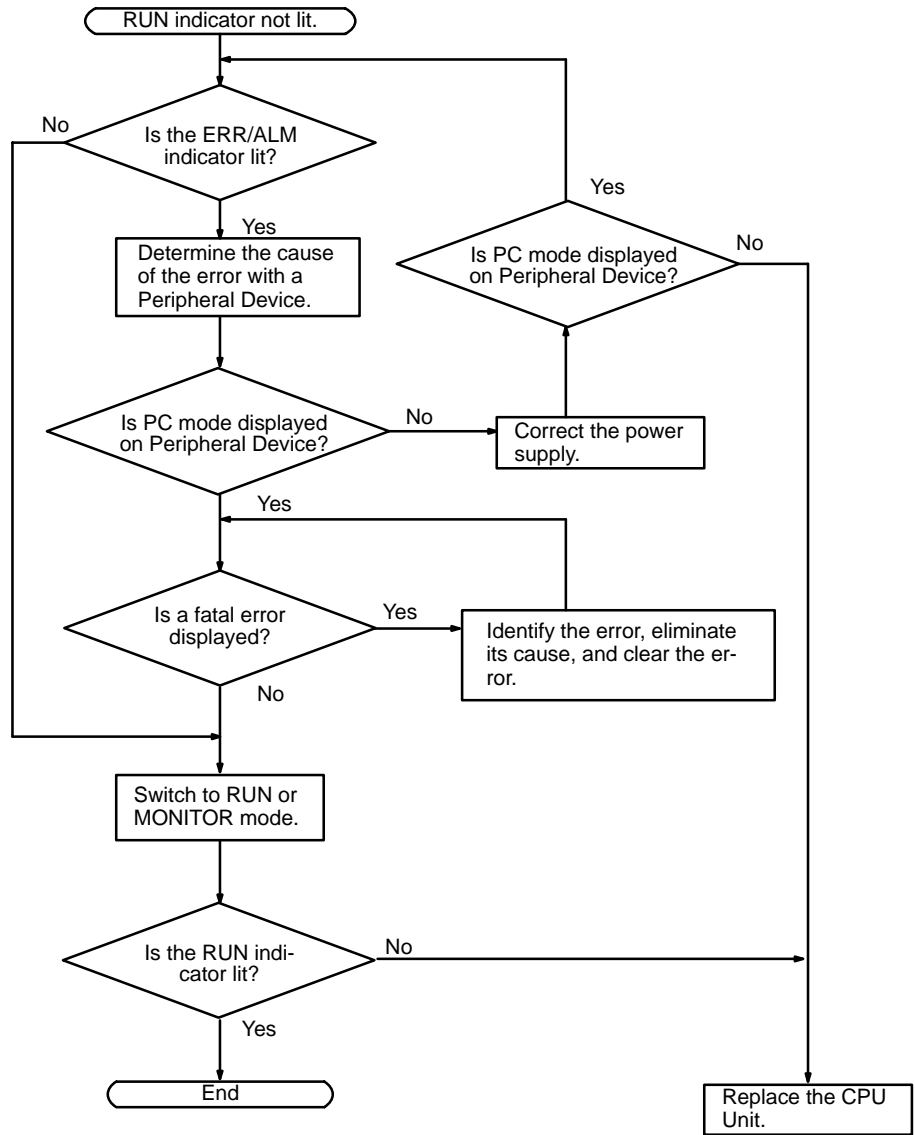 RUN indicator not lit.
No
Is the ERR/ALM
indicator lit?
Yes
Determine the cause
of the error with a
Peripheral Device.
Yes
Is PC mode displayed
on Peripheral Device?
No
Is PC mode displayed
on Peripheral Device?
No
Correct the power
supply.
Yes
Is a fatal error
displayed?
Yes
Identify the error, eliminate
its cause, and clear the er-
ror.
No
Switch to RUN or
MONITOR mode.
Is the RUN indi-
cator lit?
No
Yes
End
Replace the CPU
Unit.